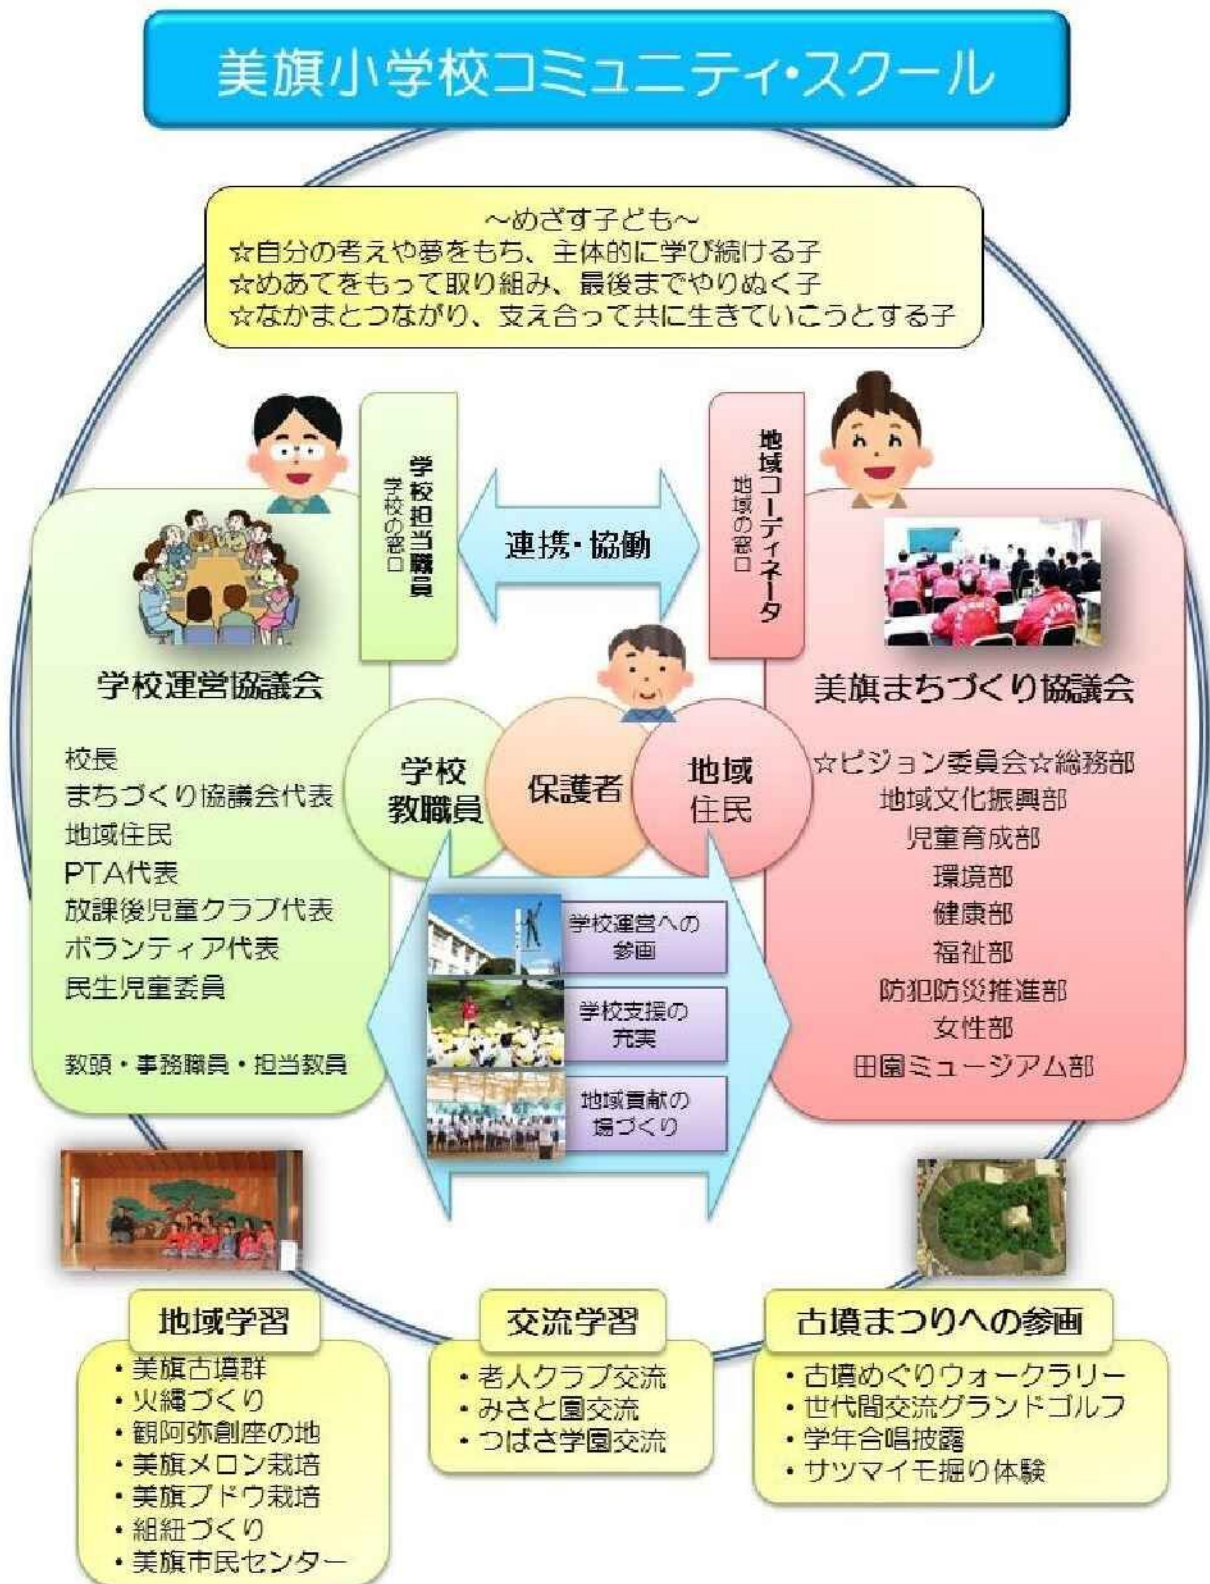 美旗小学校コミュニティ・スクール
～めざす子ども～
☆自分の考えや夢をもち、主体的に学び続ける子
☆めあてをもって取り組み、最後までやりぬく子
☆なかまとつながり、支え合って共に生きていこうとする子
学校担当職員
学校の窓口
連携・協働
地域コーディネータ
地域の窓口
学校運営協議会
校長
まちづくり協議会代表
地域住民
PTA代表
放課後児童クラブ代表
ボランティア代表
民生児童委員
教頭・事務職員・担当教員
学校
教職員
保護者
地域
住民
美旗まちづくり協議会
☆ビジョン委員会☆総務部
地域文化振興部
児童育成部
環境部
健康部
福祉部
防犯防災推進部
女性部
田園ミュージアム部
学校運営への
参画
学校支援の
充実
地域貢献の
場づくり
地域学習
・美旗古墳群
・火縄づくり
・観阿弥創座の地
・美旗メロン栽培
・美旗ブドウ栽培
・組紐づくり
・美旗市民センター
交流学習
・老人クラブ交流
・みさと園交流
・つばさ学園交流
古墳まつりへの参画
・古墳めぐりウォークラリー
・世代間交流グランドゴルフ
・学年合唱披露
・サツマイモ掘り体験